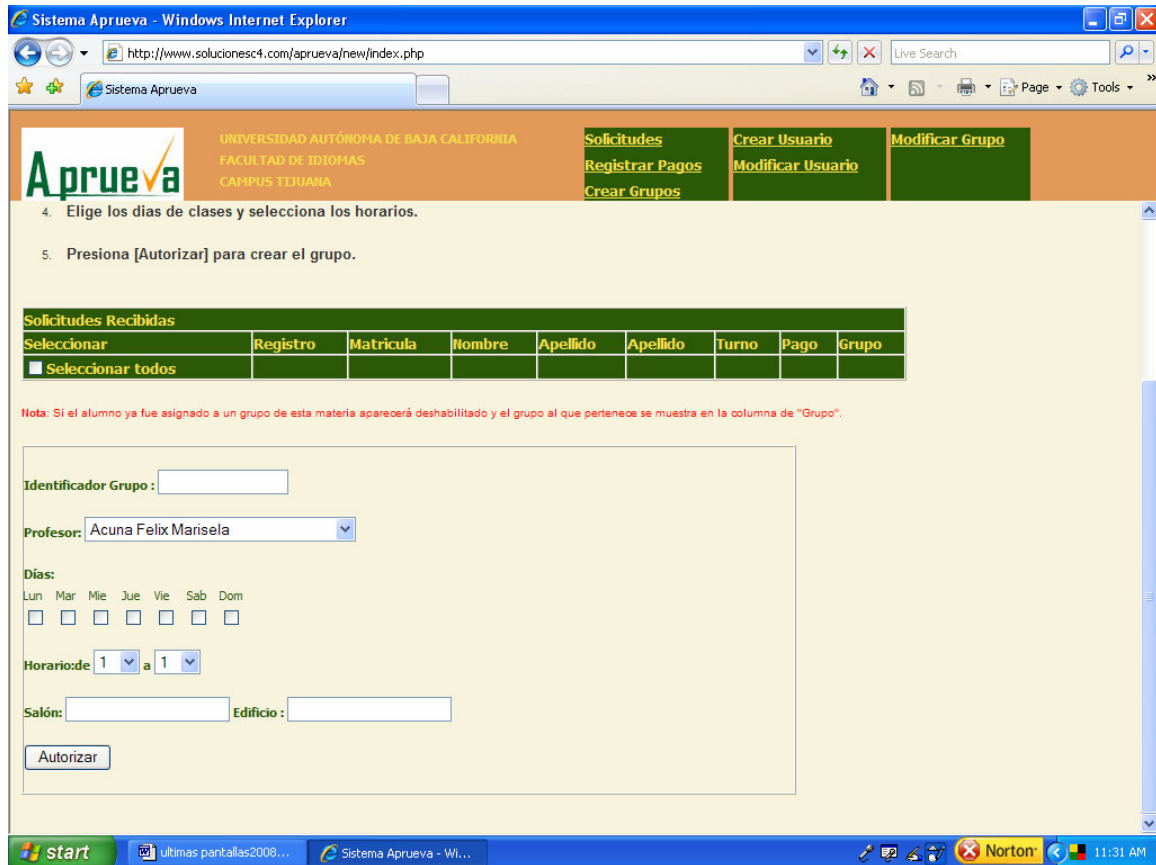 Sistema Aprueva - Windows Internet Explorer
http://www.solucionesc4.com/aprueva/new/index.php
Live Search
Sistema Aprueva
Page
Tools
Aprueva
UNIVERSIDAD AUTÓNOMA DE BAJA CALIFORNIA
FACULTAD DE IDIOMAS
CAMPUS TIJUANA
Solicitudes
Registrar Pagos
Crear Grupos
Crear Usuario
Modificar Usuario
Modificar Grupo
4. Elige los dias de clases y selecciona los horarios.
5. Presiona [Autorizar] para crear el grupo.
Solicitudes Recibidas
Seleccionar Registro Matricula Nombre Apellido Apellido Turno Pago Grupo
Seleccionar todos
Nota: Si el alumno ya fue asignado a un grupo de esta materia aparecerá deshabilitado y el grupo al que pertenece se muestra en la columna de "Grupo".
Identificador Grupo :
Profesor: Acuna Felix Marisela
Días:
Lun Mar Mie Jue Vie Sab Dom
Horario:de 1 a 1
Salón: Edificio :
Autorizar
start ultimas pantallas2008... Sistema Aprueva - Wi... Norton 11:31 AM